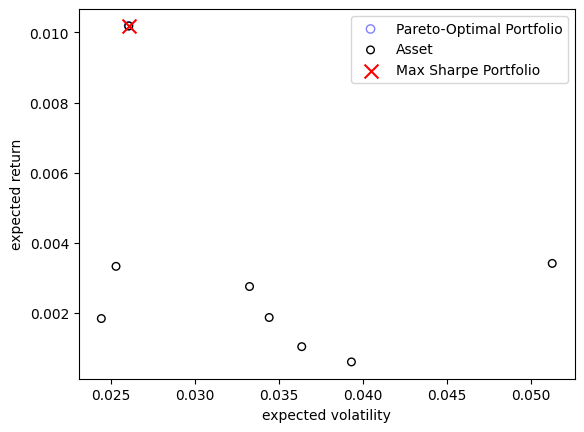 0.010
0.008
0.006
0.004
0.002
expected return
0.025
0.030
0.035
0.040
0.045
0.050
expected volatility
Pareto-Optimal Portfolio
Asset
Max Sharpe Portfolio